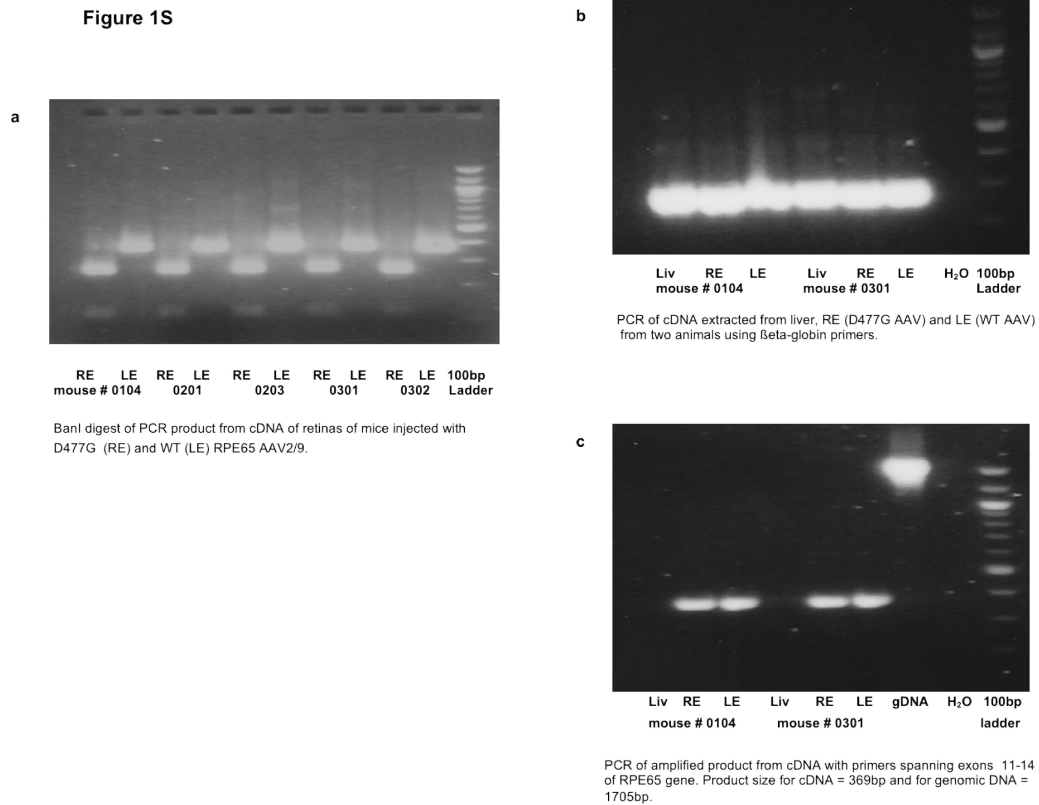 Figure 1S
a
RE LE RE LE RE LE RE LE RE LE 100bp
mouse # 0104 0201 0203 0301 0302 Ladder
BanI digest of PCR product from cDNA of retinas of mice injected with
D477G (RE) and WT (LE) RPE65 AAV2/9.
b
Liv RE LE Liv RE LE H₂O 100bp
mouse # 0104 mouse # 0301 Ladder
PCR of cDNA extracted from liver, RE (D477G AAV) and LE (WT AAV)
from two animals using ßeta-globin primers.
c
Liv RE LE Liv RE LE gDNA H₂O 100bp
mouse # 0104 mouse # 0301 ladder
PCR of amplified product from cDNA with primers spanning exons 11-14
of RPE65 gene. Product size for cDNA = 369bp and for genomic DNA =
1705bp.